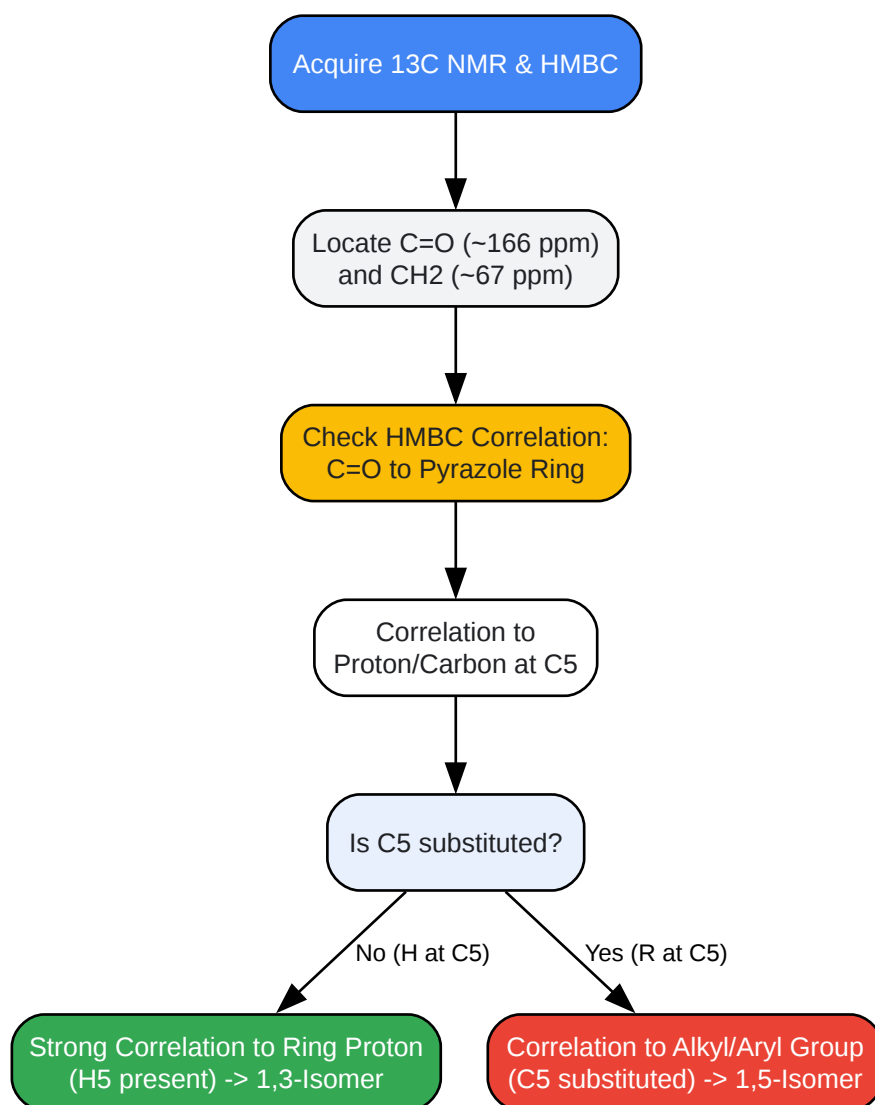 Acquire 13C NMR & HMBC
Locate C=O (~166 ppm)
and CH2 (~67 ppm)
Check HMBC Correlation:
C=O to Pyrazole Ring
Correlation to
Proton/Carbon at C5
Is C5 substituted?
No (H at C5)
Yes (R at C5)
Strong Correlation to Ring Proton
(H5 present) -> 1,3-Isomer
Correlation to Alkyl/Aryl Group
(C5 substituted) -> 1,5-Isomer